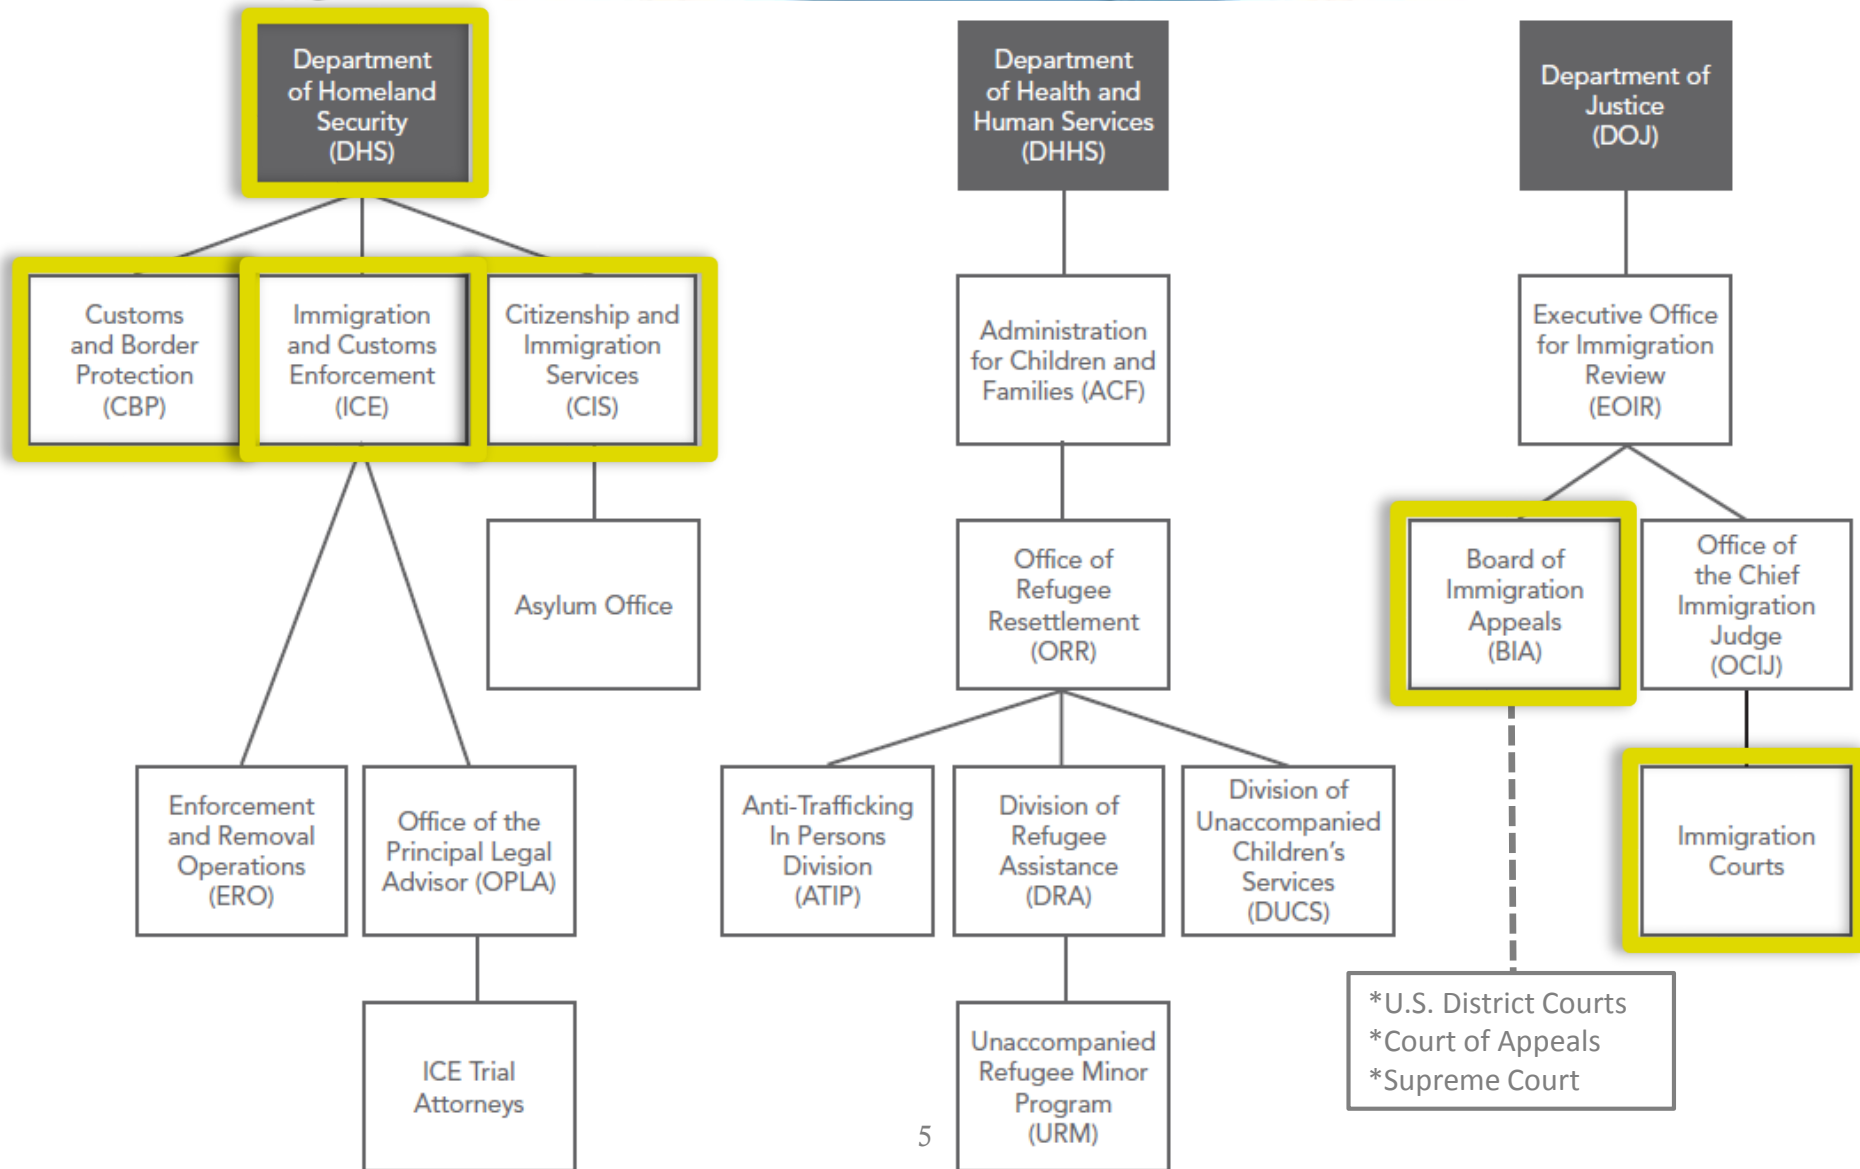 Department
of Homeland
Security
(DHS)
Department
of Health and
Human Services
(DHHS)
Department of
Justice
(DOJ)
Customs
and Border
Protection
(CBP)
Immigration
and Customs
Enforcement
(ICE)
Citizenship and
Immigration
Services
(CIS)
Administration
for Children and
Families (ACF)
Executive Office
for Immigration
Review
(EOIR)
Asylum Office
Office of
Refugee
Resettlement
(ORR)
Board of
Immigration
Appeals
(BIA)
Office of
the Chief
Immigration
Judge
(OCIJ)
Enforcement
and Removal
Operations
(ERO)
Office of the
Principal Legal
Advisor (OPLA)
Anti-Trafficking
In Persons
Division
(ATIP)
Division of
Refugee
Assistance
(DRA)
Division of
Unaccompanied
Children's
Services
(DUCS)
Immigration
Courts
ICE Trial
Attorneys
Unaccompanied
Refugee Minor
Program
(URM)
*U.S. District Courts
*Court of Appeals
*Supreme Court
5